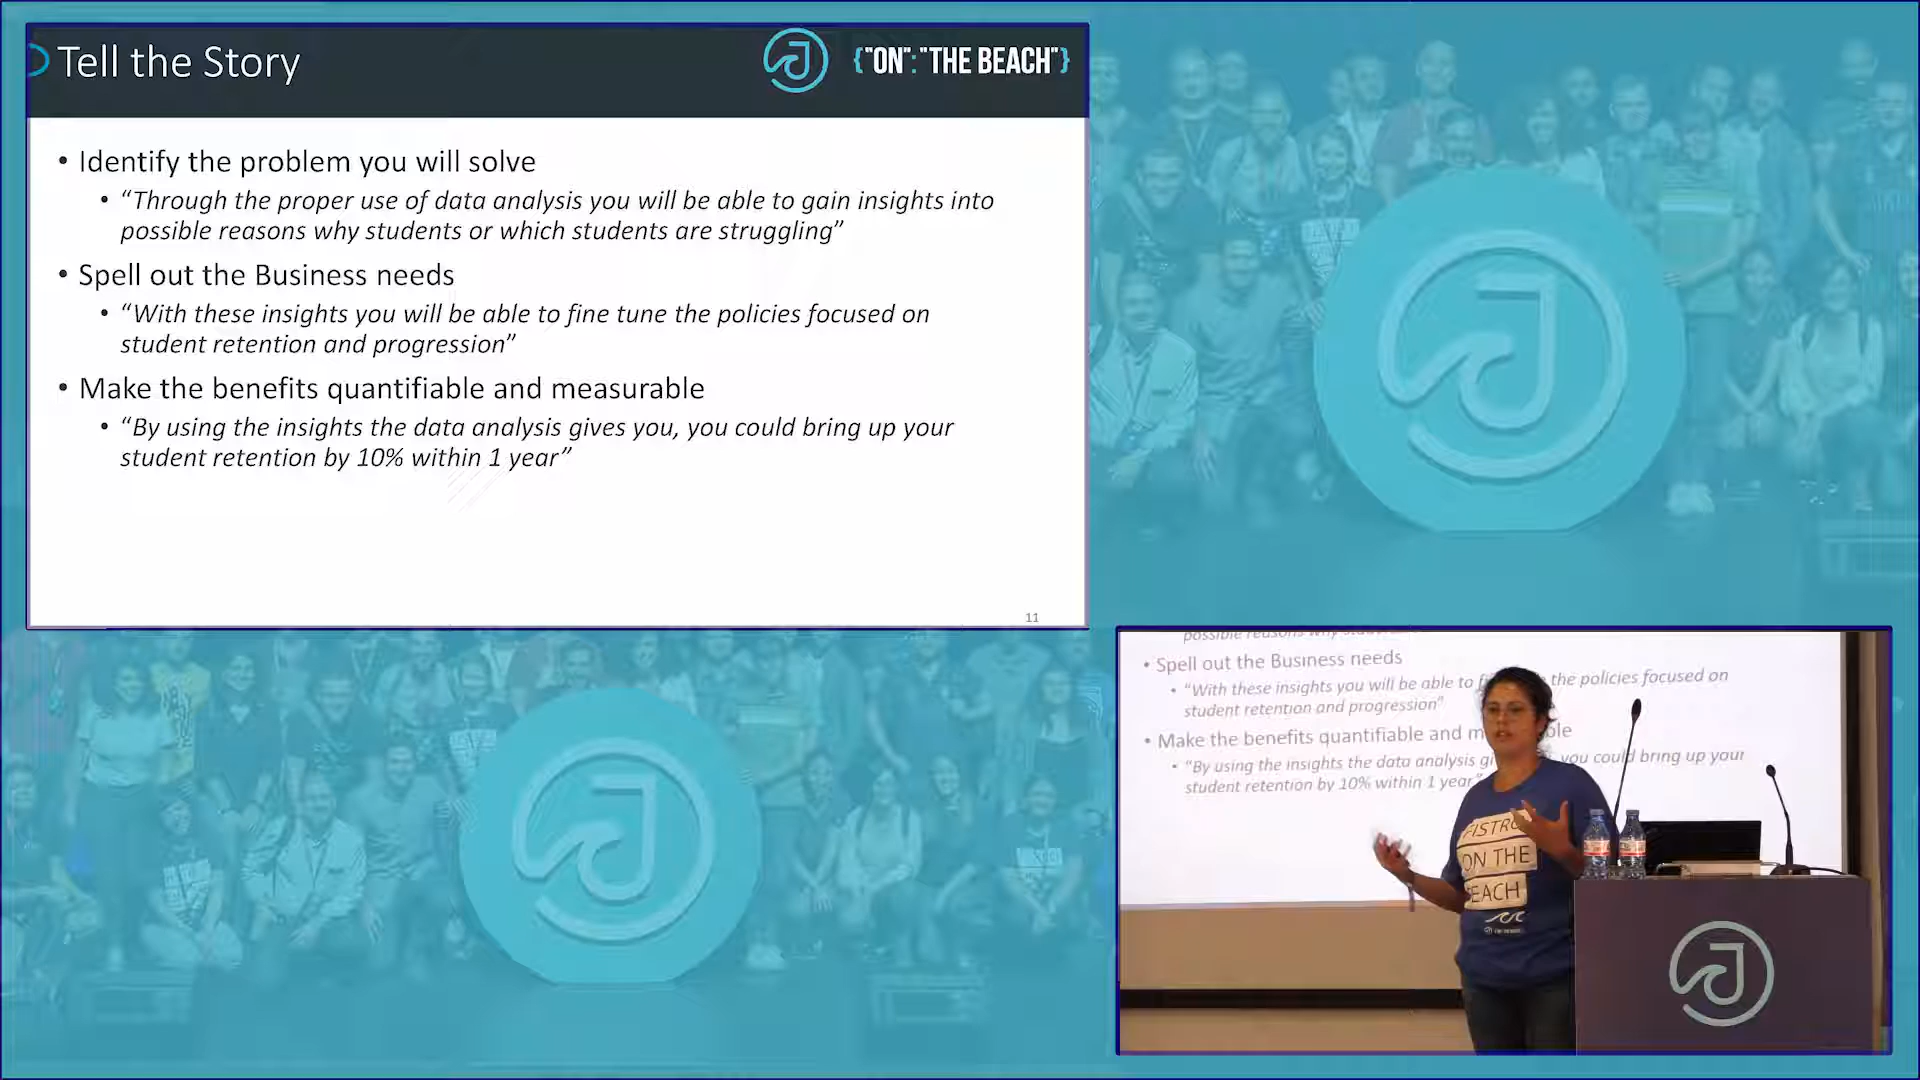 Tell the Story
{"ON":"THE BEACH"}
• Identify the problem you will solve
• “Through the proper use of data analysis you will be able to gain insights into
possible reasons why students or which students are struggling”
• Spell out the Business needs
• “With these insights you will be able to fine tune the policies focused on
student retention and progression”
• Make the benefits quantifiable and measurable
• “By using the insights the data analysis gives you, you could bring up your
student retention by 10% within 1 year”
11
possible reasons why
• Spell out the Business needs
• “With these insights you will be able to the policies focused on
student retention and progression”
• Make the benefits quantifiable and
• “By using the insights the data analysis you could bring up your
student retention by 10% within 1 year”
ON THE